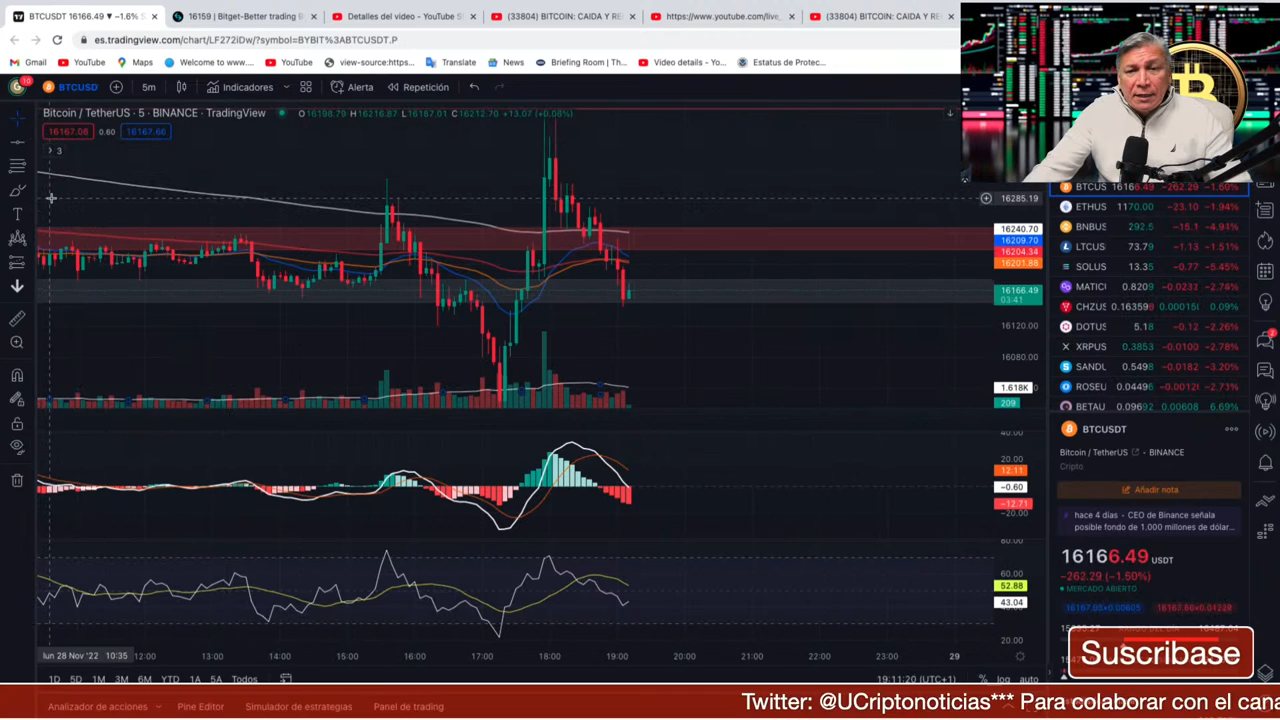 BTCUSDT 16166.49 ▼ −1.6% S
16159 | Bitget-Better trading
Detalles del video - YouTube S
(33804) BITCOIN: CAIDA Y RE
https://www.youtube.com/live_
(33804) BITCOIN: CAIDA Y RE
es.tradingview.com/chart/LF272iDw/?symbol=BYBIT%3ABTCUSDT.P
Gmail
YouTube
Maps
Welcome to www....
YouTube
view-source:https...
Translate
News
Briefing Room | Th...
Video details - Yo...
Estatus de Protec...
10
BTCUSD
5m
Indicadores
Alerta
Repetición
Bitcoin / TetherUS · 5 · BINANCE · TradingView
H16216.87
C16212.70 +13.07 (+0.08%)
16167.08
0.60
16167.66
3
16285.19
16240.70
16209.70
16204.34
16201.88
16166.49
03:41
16120.00
16080.00
1.618K
209
40.00
20.00
12.11
−0.60
−12.71
−20.00
80.00
60.00
52.88
43.04
20.00
lun 28 Nov '22 10:35
12:00
13:00
14:00
15:00
16:00
17:00
18:00
19:00
20:00
21:00
22:00
23:00
29
1D
5D
1M
3M
6M
YTD
1A
5A
Todos
19:11:20 (UTC+1)
%
log
auto
Analizador de acciones
Pine Editor
Simulador de estrategias
Panel de trading
BTCUS 16166.49 −262.29 −1.60%
ETHUS 1170.00 −23.10 −1.94%
BNBUS 292.5 −15.1 −4.91%
LTCUS 73.79 −1.13 −1.51%
SOLUS 13.35 −0.77 −5.45%
MATIC 0.8209 −2.74%
CHZUS 0.163598 0.00015 0.09%
DOTUS 5.18 −0.12 −2.26%
XRPUS 0.3853 −0.0100 −2.78%
SANDU 0.5498 −0.0182 −3.20%
ROSEU 0.04496 −2.73%
BETAU 0.09692 0.00608 6.69%
BTCUSDT
Bitcoin / TetherUS · BINANCE
Cripto
Añadir nota
hace 4 días · CEO de Binance señala
posible fondo de 1.000 millones de dólar...
16166.49 USDT
−262.29 (−1.50%)
MERCADO ABIERTO
Suscribase
Twitter: @UCriptonoticias*** Para colaborar con el cana